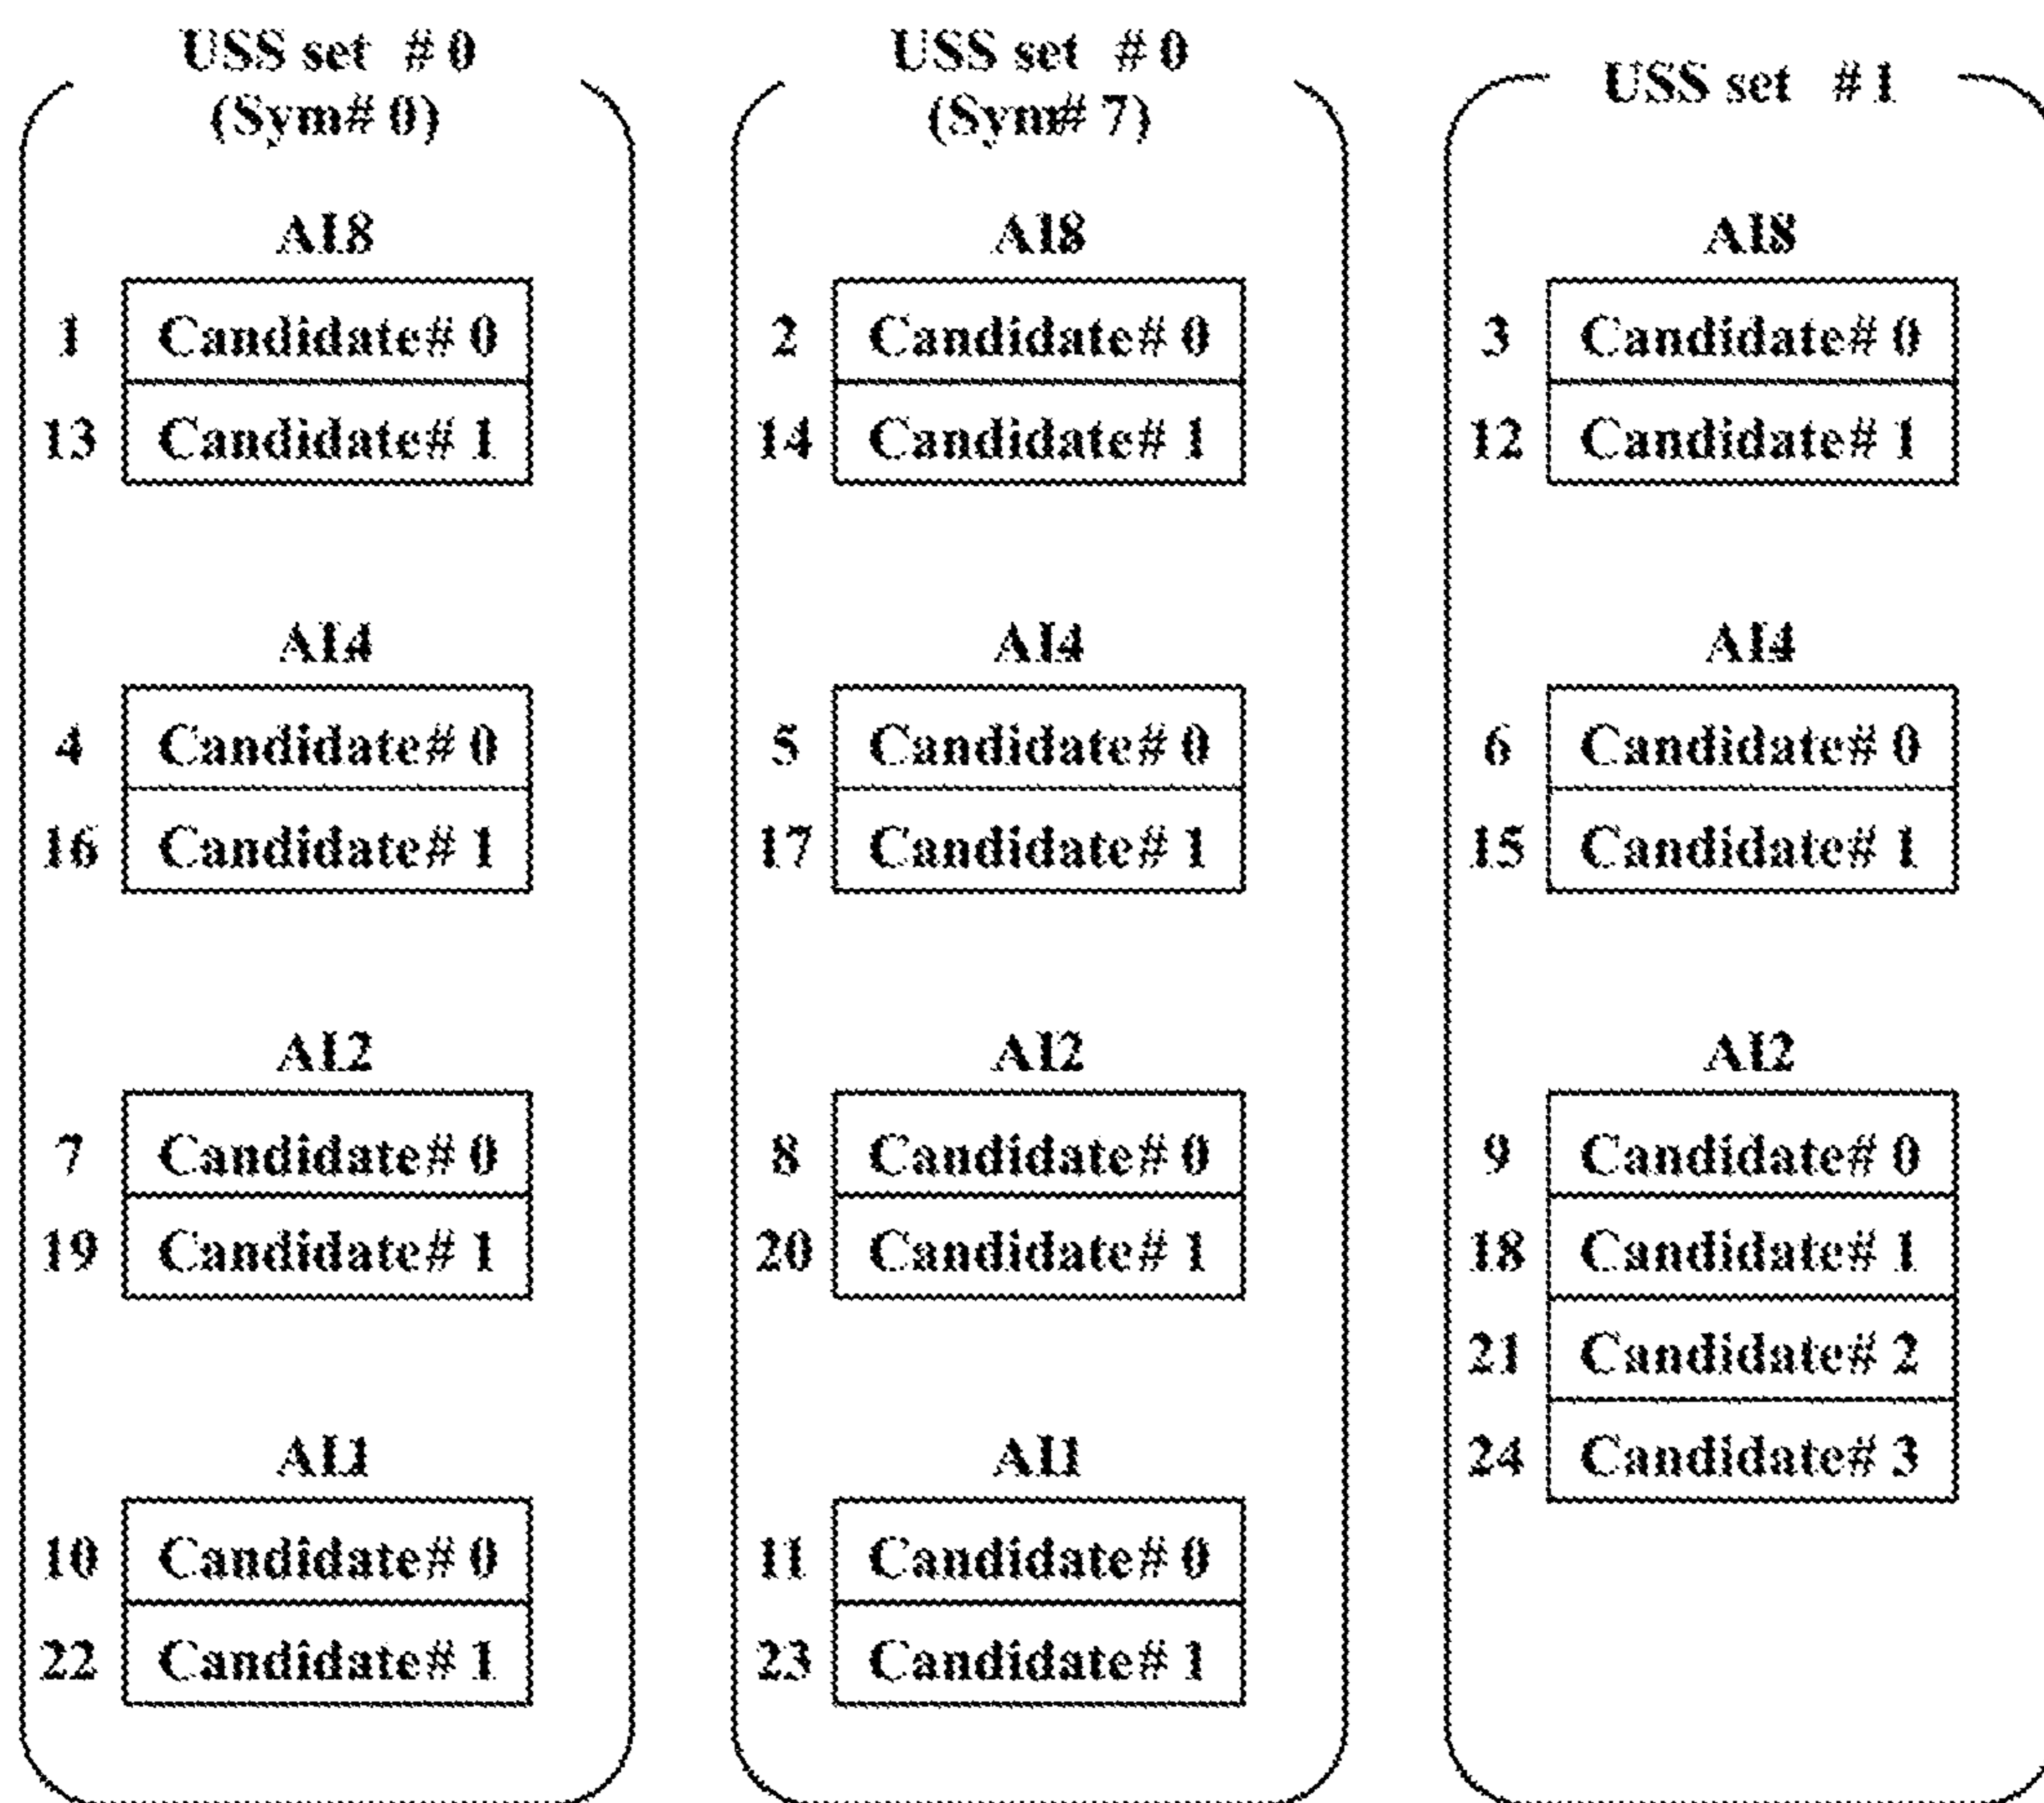 USS set # 0
(Sym# 0)
AL8
1 Candidate# 0
13 Candidate# 1
AL4
4 Candidate# 0
16 Candidate# 1
AL2
7 Candidate# 0
19 Candidate# 1
AL1
10 Candidate# 0
22 Candidate# 1
USS set # 0
(Sym# 7)
AL8
2 Candidate# 0
14 Candidate# 1
AL4
5 Candidate# 0
17 Candidate# 1
AL2
8 Candidate# 0
20 Candidate# 1
AL1
11 Candidate# 0
23 Candidate# 1
USS set # 1
AL8
3 Candidate# 0
12 Candidate# 1
AL4
6 Candidate# 0
15 Candidate# 1
AL2
9 Candidate# 0
18 Candidate# 1
21 Candidate# 2
24 Candidate# 3